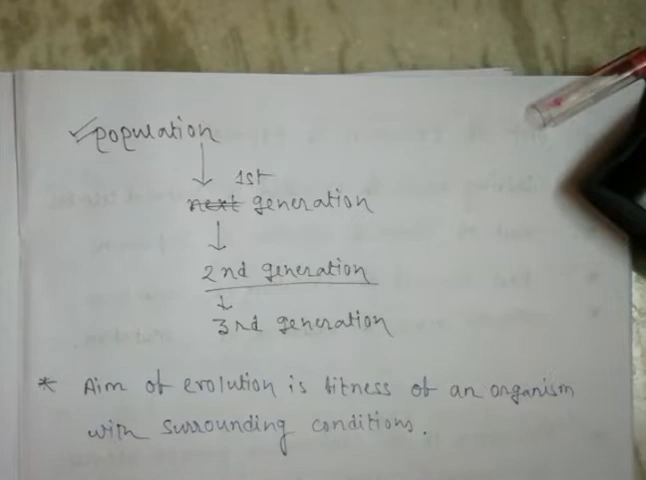 population
1st
next generation
2nd generation
3rd generation
* Aim of evolution is fitness of an organism
with surrounding conditions.